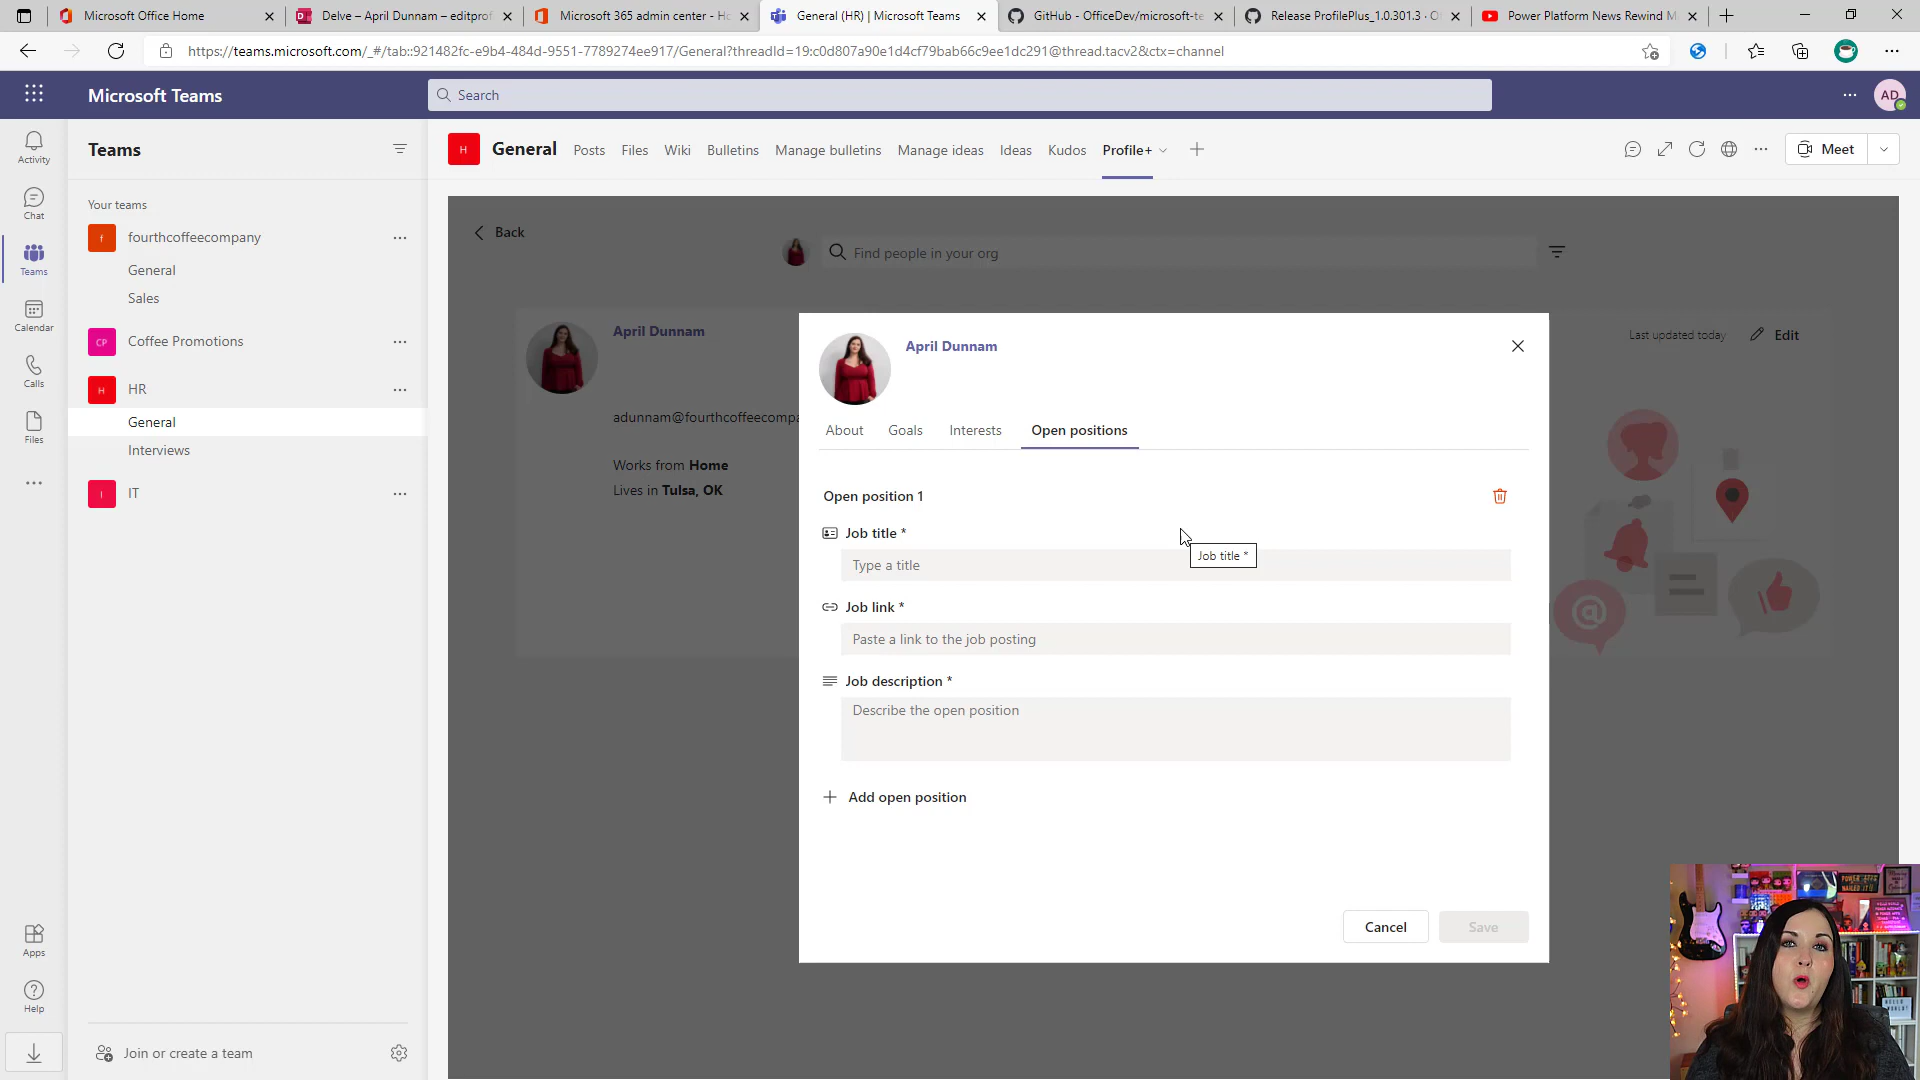 Microsoft Office Home
Delve – April Dunnam – editprof
Microsoft 365 admin center - Ho
General (HR) | Microsoft Teams
GitHub - OfficeDev/microsoft-te
Release ProfilePlus_1.0.301.3 · O
Power Platform News Rewind M
https://teams.microsoft.com/_#/tab::921482fc-e9b4-484d-9551-7789274ee917/General?threadId=19:c0d807a90e1d4cf79bab66c9ee1dc291@thread.tacv2&ctx=channel
Microsoft Teams
Search
AD
Activity
Chat
Teams
Calendar
Calls
Files
Apps
Help
Teams
Your teams
f fourthcoffeecompany
General
Sales
CP Coffee Promotions
H HR
General
Interviews
I IT
Join or create a team
H General Posts Files Wiki Bulletins Manage bulletins Manage ideas Ideas Kudos Profile+
Meet
Back
Find people in your org
April Dunnam
Last updated today Edit
adunnam@fourthcoffeecompa
Works from Home
Lives in Tulsa, OK
April Dunnam
About Goals Interests Open positions
Open position 1
Job title *
Job title *
Type a title
Job link *
Paste a link to the job posting
Job description *
Describe the open position
Add open position
Cancel Save